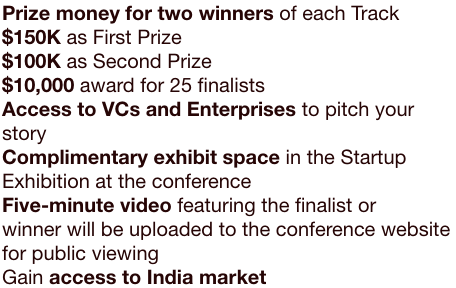 Prize money for two winners of each Track
$150K as First Prize
$100K as Second Prize
$10,000 award for 25 finalists
Access to VCs and Enterprises to pitch your
story
Complimentary exhibit space in the Startup
Exhibition at the conference
Five-minute video featuring the finalist or
winner will be uploaded to the conference website
for public viewing
Gain access to India market